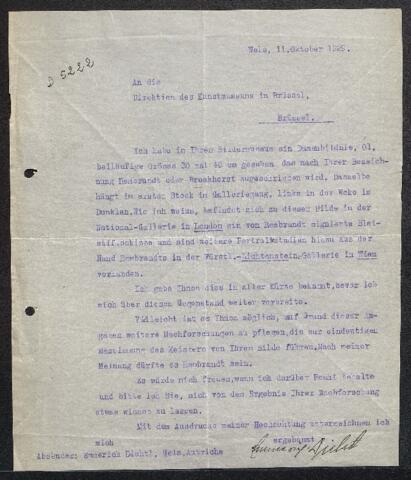 D 5222
Wels, 11.Oktober 1925.
An die
Direktion des Kunstmuseums in Brüssel,
Brüssel.
Ich habe in Ihrem Bildermuseum ein Damenbildnis, Öl,
beiläufige Grösse 30 mal 40 cm gesehen, das nach Ihrer Bezeich-
nung Rembrandt oder Bronkhorst zugeschrieben wird. Dasselbe
hängt im ersten Stock im Galleriegang, links in der Ecke im
Dunklen. Wie ich weiss, befindet sich zu diesem Bilde in der
National-Gallerie in London ein von Rembrandt signierte Blei-
stiftskizze und sind weitere Portraitstudien hiezu aus der
Hand Rembrandts in der Fürstl.-Lichtenstein-Gallerie in Wien
vorhanden.
Ich gebe Ihnen dies in aller Kürze bekannt, bevor ich
mich über diesen Gegenstand weiter vorbreite.
Vielleicht ist es Ihnen möglich, auf Grund dieser An-
gaben weitere Nachforschungen zu pflegen, die zur eindeutigen
Bestimmung des Meisters von Ihrem Bilde führen. Nach meiner
Meinung dürfte es Rembrandt sein.
Es würde mich freuen, wenn ich darüber Recht behalte
und bitte ich Sie, mich von dem Ergebnis Ihrer Nachforschung
etwas wissen zu lassen.
Mit dem Ausdrucke meiner Hochachtung unterzeichnen ich
mich ergebenst
Absender: Emmerich Dichtl, Wels, Autriche